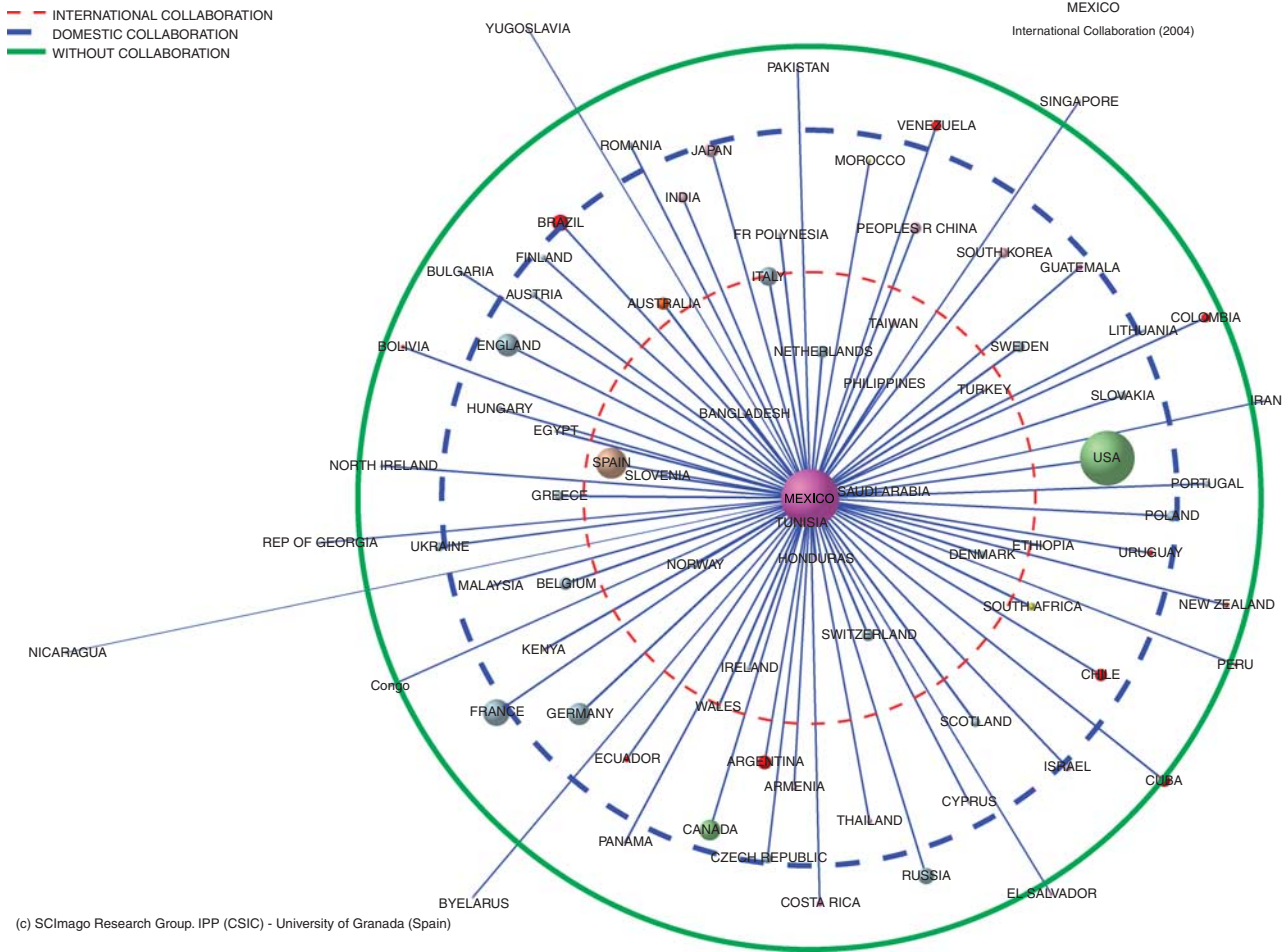 INTERNATIONAL COLLABORATION
DOMESTIC COLLABORATION
WITHOUT COLLABORATION
MEXICO
International Collaboration (2004)
YUGOSLAVIA
PAKISTAN
SINGAPORE
VENEZUELA
ROMANIA
JAPAN
MOROCCO
INDIA
BRAZIL
FR POLYNESIA
PEOPLES R CHINA
SOUTH KOREA
FINLAND
BULGARIA
GUATEMALA
ITALY
AUSTRIA
AUSTRALIA
COLOMBIA
TAIWAN
LITHUANIA
BOLIVIA
ENGLAND
NETHERLANDS
SWEDEN
PHILIPPINES
TURKEY
SLOVAKIA
IRAN
HUNGARY
BANGLADESH
EGYPT
USA
SPAIN
NORTH IRELAND
SLOVENIA
PORTUGAL
GREECE
MEXICO
SAUDI ARABIA
POLAND
TUNISIA
REP OF GEORGIA
UKRAINE
ETHIOPIA
DENMARK
URUGUAY
HONDURAS
NORWAY
MALAYSIA
BELGIUM
SOUTH AFRICA
NEW ZEALAND
SWITZERLAND
NICARAGUA
KENYA
PERU
IRELAND
CHILE
Congo
WALES
FRANCE
GERMANY
SCOTLAND
ECUADOR
ARGENTINA
ISRAEL
CUBA
ARMENIA
CYPRUS
THAILAND
CANADA
PANAMA
CZECH REPUBLIC
RUSSIA
EL SALVADOR
BYELARUS
COSTA RICA
(c) SCImago Research Group. IPP (CSIC) - University of Granada (Spain)